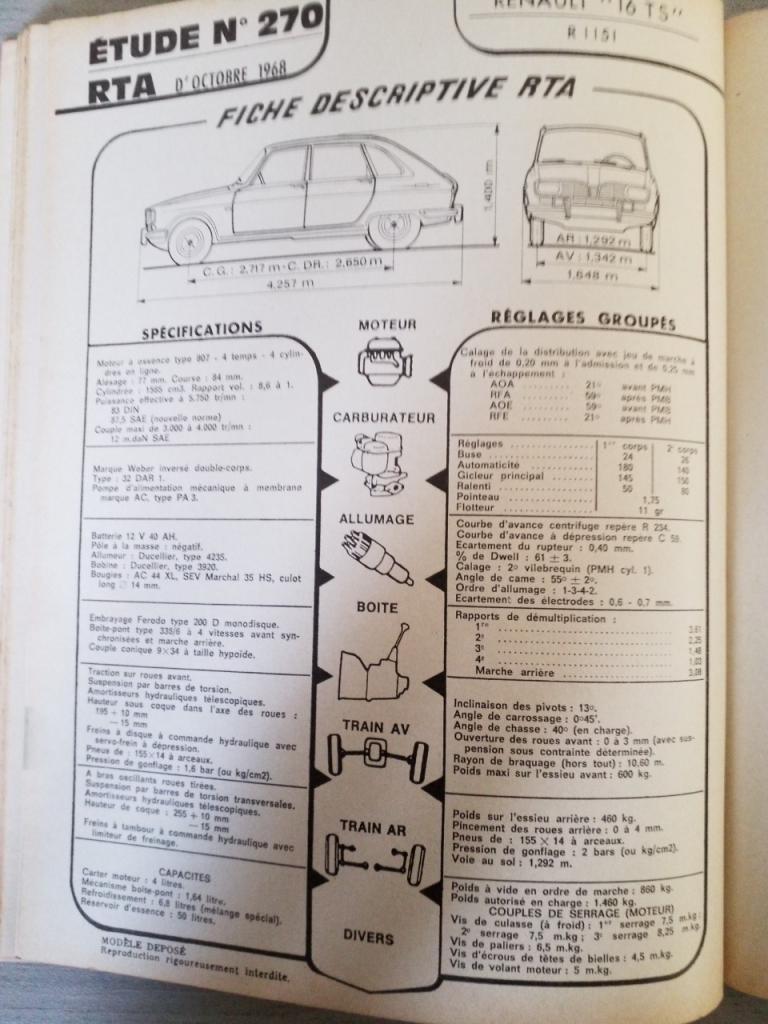 ÉTUDE N° 270
RTA D'OCTOBRE 1968
RENAULT "16 TS"
R 1151
FICHE DESCRIPTIVE RTA
1,400 m
C. G. : 2,717 m - C. DR. : 2,650 m
4,257 m
AR : 1,292 m
AV : 1,342 m
1,648 m
SPÉCIFICATIONS
Moteur à essence type 807 - 4 temps - 4 cylin-
dres en ligne.
Alésage : 77 mm. Course : 84 mm.
Cylindrée : 1565 cm3. Rapport vol. : 8,6 à 1.
Puissance effective à 5.750 tr/mn :
83 DIN
87,5 SAE (nouvelle norme)
Couple maxi de 3.000 à 4.000 tr/mn :
12 m.daN SAE
Marque Weber inversé double-corps.
Type : 32 DAR 1.
Pompe d'alimentation mécanique à membrane
marque AC, type PA 3.
Batterie 12 V 40 AH.
Pôle à la masse : négatif.
Allumeur : Ducellier, type 4235.
Bobine : Ducellier, type 3920.
Bougies : AC 44 XL, SEV Marchal 35 HS, culot
long ∅ 14 mm.
Embrayage Ferodo type 200 D monodisque.
Boîte-pont type 336/6 à 4 vitesses avant syn-
chronisées et marche arrière.
Couple conique 9×34 à taille hypoïde.
Traction sur roues avant.
Suspension par barres de torsion.
Amortisseurs hydrauliques télescopiques.
Hauteur sous coque dans l'axe des roues :
195 + 10 mm
— 15 mm
Freins à disque à commande hydraulique avec
servo-frein à dépression.
Pneus de : 155×14 à arceaux.
Pression de gonflage : 1,6 bar (ou kg/cm2).
A bras oscillants roues tirées.
Suspension par barres de torsion transversales.
Amortisseurs hydrauliques télescopiques.
Hauteur de coque : 255 + 10 mm
— 15 mm
Freins à tambour à commande hydraulique avec
limiteur de freinage.
CAPACITES
Carter moteur : 4 litres.
Mécanisme boîte-pont : 1,64 litre.
Refroidissement : 6,8 litres (mélange spécial).
Réservoir d'essence : 50 litres.
MODÈLE DEPOSÉ
Reproduction rigoureusement interdite.
MOTEUR
CARBURATEUR
ALLUMAGE
BOITE
TRAIN AV
TRAIN AR
DIVERS
RÉGLAGES GROUPÉS
Calage de la distribution avec jeu de marche à
froid de 0,20 mm à l'admission et de 0,25 mm
à l'échappement :
AOA .......... 21° avant PMH
RFA .......... 59° après PMB
AOE .......... 59° avant PMB
RFE .......... 21° après PMH
Réglages .......... 1er corps 2e corps
Buse .......... 24 26
Automaticité .......... 180 140
Gicleur principal .......... 145 150
Ralenti .......... 50 80
Pointeau .......... 1,75
Flotteur .......... 11 gr
Courbe d'avance centrifuge repère R 234.
Courbe d'avance à dépression repère C 59.
Ecartement du rupteur : 0,40 mm.
% de Dwell : 61 ± 3.
Calage : 2° vilebrequin (PMH cyl. 1).
Angle de came : 55° ± 2°.
Ordre d'allumage : 1-3-4-2.
Ecartement des électrodes : 0,6 - 0,7 mm.
Rapports de démultiplication :
1re .......... 3,61
2e .......... 2,25
3e .......... 1,48
4e .......... 1,03
Marche arrière .......... 3,08
Inclinaison des pivots : 13°.
Angle de carrossage : 0°45'.
Angle de chasse : 40° (en charge).
Ouverture des roues avant : 0 à 3 mm (avec sus-
pension sous contrainte déterminée).
Rayon de braquage (hors tout) : 10,60 m.
Poids maxi sur l'essieu avant : 600 kg.
Poids sur l'essieu arrière : 460 kg.
Pincement des roues arrière : 0 à 4 mm.
Pneus de : 155 × 14 à arceaux.
Pression de gonflage : 2 bars (ou kg/cm2).
Voie au sol : 1,292 m.
Poids à vide en ordre de marche : 860 kg.
Poids autorisé en charge : 1.460 kg.
COUPLES DE SERRAGE (MOTEUR)
Vis de culasse (à froid) : 1er serrage 7,5 m.kg ;
2e serrage 7,5 m.kg ; 3e serrage 8,25 m.kg.
Vis de paliers : 6,5 m.kg.
Vis d'écrous de têtes de bielles : 4,5 m.kg.
Vis de volant moteur : 5 m.kg.